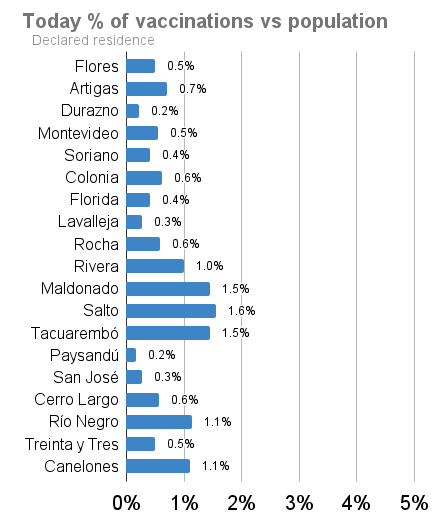 Today % of vaccinations vs population
Declared residence
Flores 0.5%
Artigas 0.7%
Durazno 0.2%
Montevideo 0.5%
Soriano 0.4%
Colonia 0.6%
Florida 0.4%
Lavalleja 0.3%
Rocha 0.6%
Rivera 1.0%
Maldonado 1.5%
Salto 1.6%
Tacuarembó 1.5%
Paysandú 0.2%
San José 0.3%
Cerro Largo 0.6%
Río Negro 1.1%
Treinta y Tres 0.5%
Canelones 1.1%
0% 1% 2% 3% 4% 5%